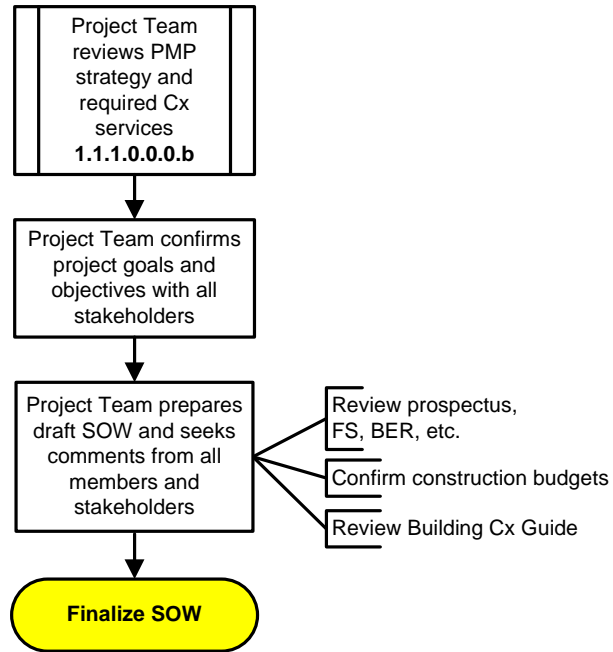 Project Team
reviews PMP
strategy and
required Cx
services
1.1.1.0.0.0.b
Project Team confirms
project goals and
objectives with all
stakeholders
Project Team prepares
draft SOW and seeks
comments from all
members and
stakeholders
Review prospectus,
FS, BER, etc.
Confirm construction budgets
Review Building Cx Guide
Finalize SOW